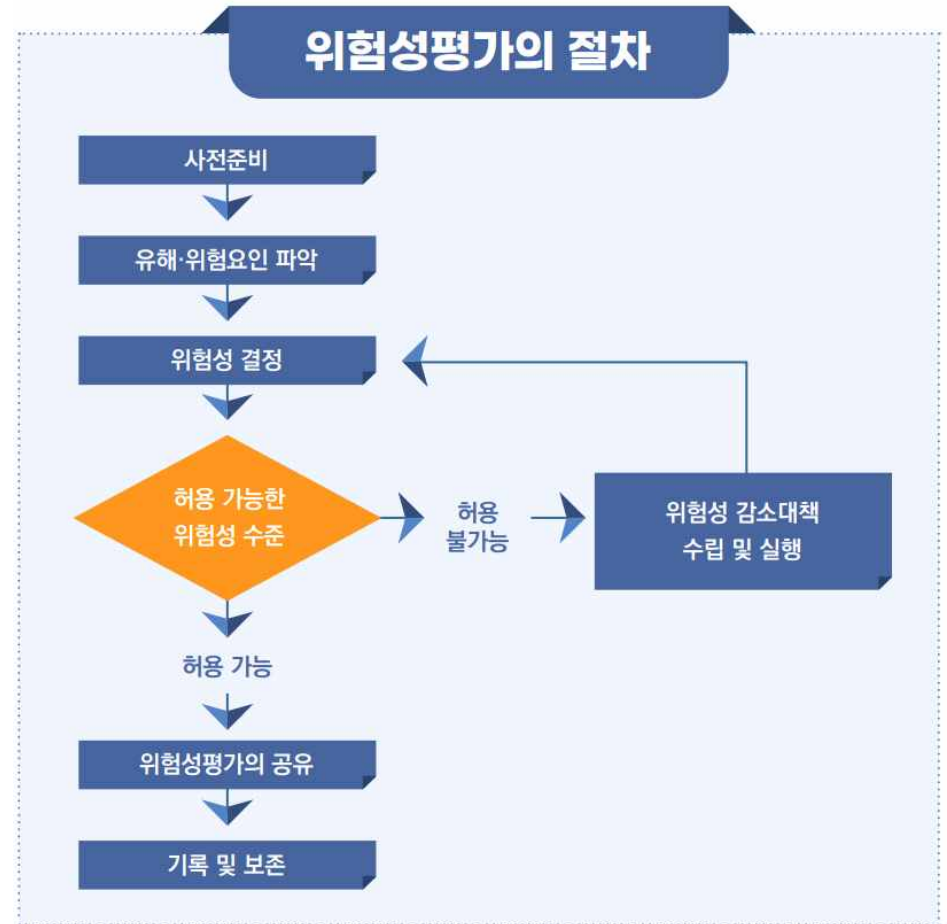 위험성평가의 절차
사전준비
유해·위험요인 파악
위험성 결정
허용 가능한
위험성 수준
허용
불가능
위험성 감소대책
수립 및 실행
허용 가능
위험성평가의 공유
기록 및 보존